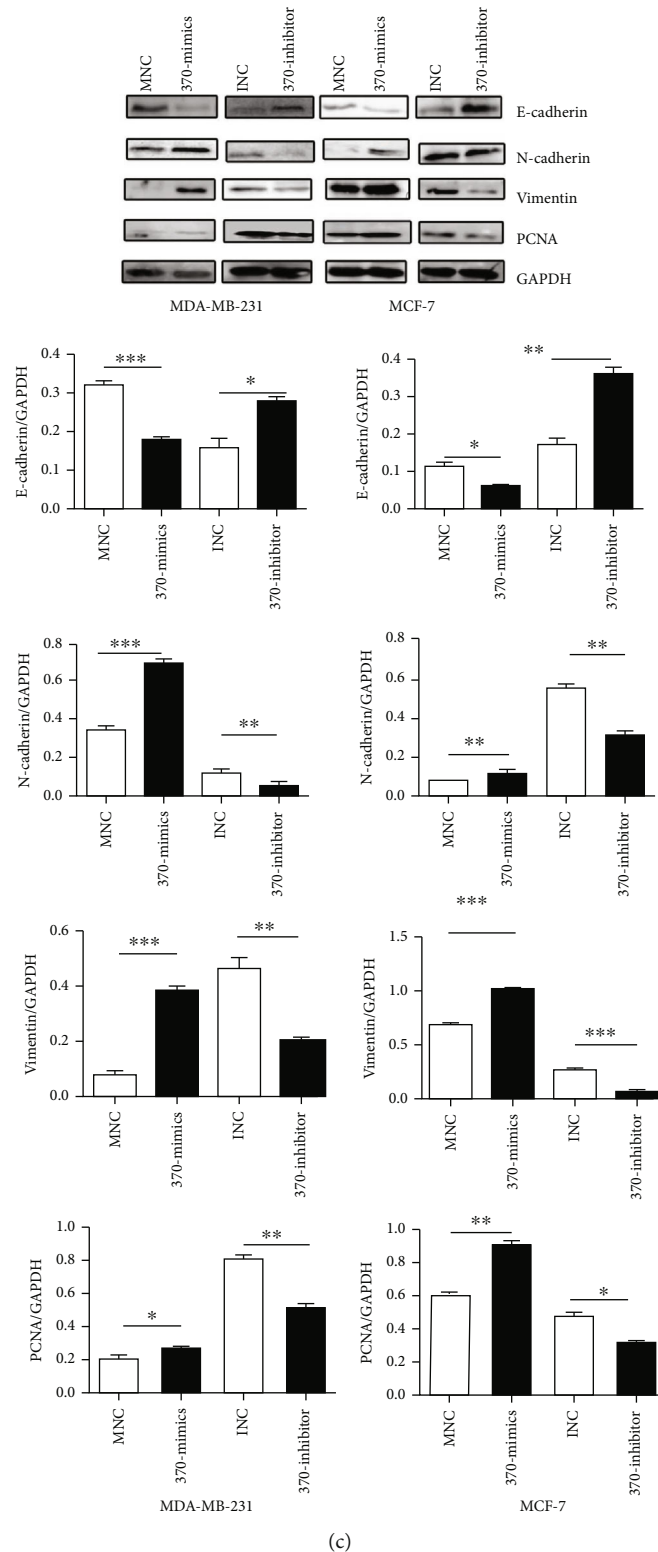 MNC 370-mimics INC 370-inhibitor MNC 370-mimics INC 370-inhibitor
E-cadherin
N-cadherin
Vimentin
PCNA
GAPDH
MDA-MB-231 MCF-7
E-cadherin/GAPDH
0.4
0.3
0.2
0.1
0.0
*** *
MNC 370-mimics INC 370-inhibitor
E-cadherin/GAPDH
0.4
0.3
0.2
0.1
0.0
* **
MNC 370-mimics INC 370-inhibitor
N-cadherin/GAPDH
0.8
0.6
0.4
0.2
0.0
*** **
MNC 370-mimics INC 370-inhibitor
N-cadherin/GAPDH
0.8
0.6
0.4
0.2
0.0
** **
MNC 370-mimics INC 370-inhibitor
Vimentin/GAPDH
0.6
0.4
0.2
0.0
*** **
MNC 370-mimics INC 370-inhibitor
Vimentin/GAPDH
1.5
1.0
0.5
0.0
*** ***
MNC 370-mimics INC 370-inhibitor
PCNA/GAPDH
1.0
0.8
0.6
0.4
0.2
0.0
* **
MNC 370-mimics INC 370-inhibitor
MDA-MB-231
PCNA/GAPDH
1.0
0.8
0.6
0.4
0.2
0.0
** *
MNC 370-mimics INC 370-inhibitor
MCF-7
(c)